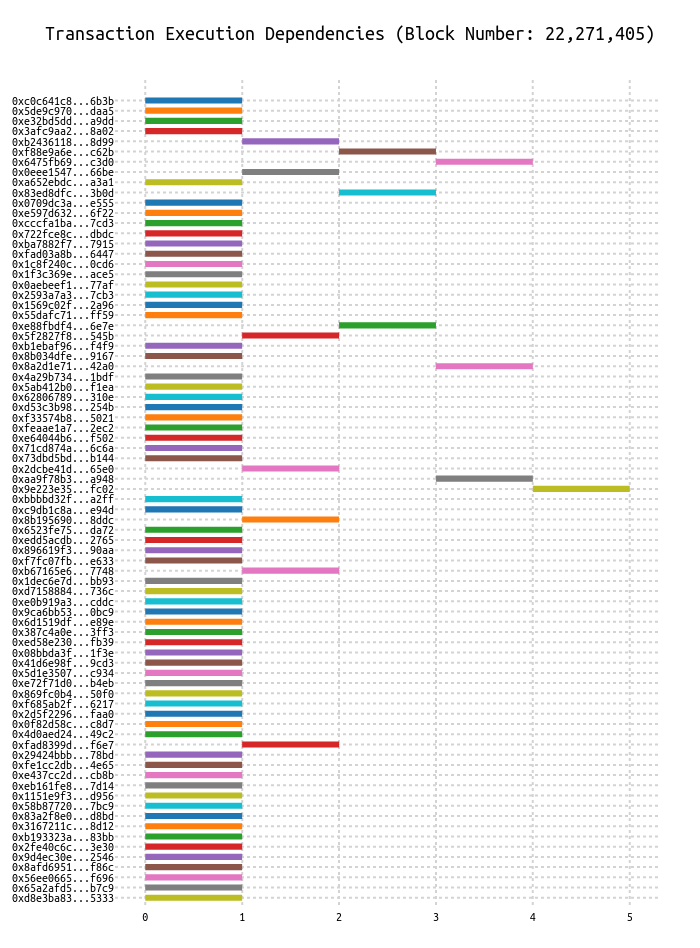 Transaction Execution Dependencies (Block Number: 22,271,405)
0xc0c641c8...6b3b
0x5de9c970...daa5
0xe32bd5dd...a9dd
0x3afc9aa2...8a02
0xb2436118...8d99
0xf88e9a6e...c62b
0x6475fb69...c3d0
0x0eee1547...66be
0xa652ebdc...a3a1
0x83ed8dfc...3b0d
0x0709dc3a...e555
0xe597d632...6f22
0xcccfa1ba...7cd3
0x722fce8c...dbdc
0xba7882f7...7915
0xfad03a8b...6447
0x1c8f240c...0cd6
0x1f3c369e...ace5
0x0aebeef1...77af
0x2593a7a3...7cb3
0x1569c02f...2a96
0x55dafc71...ff59
0xe88fbdf4...6e7e
0x5f2827f8...545b
0xb1ebaf96...f4f9
0x8b034dfe...9167
0x8a2d1e71...42a0
0x4a29b734...1bdf
0x5ab412b0...f1ea
0x62806789...310e
0xd53c3b98...254b
0xf33574b8...5021
0xfeaae1a7...2ec2
0xe64044b6...f502
0x71cd874a...6c6a
0x73dbd5bd...b144
0x2dcbe41d...65e0
0xaa9f78b3...a948
0x9e223e35...fc02
0xbbbbd32f...a2ff
0xc9db1c8a...e94d
0x8b195690...8ddc
0x6523fe75...da72
0xedd5acdb...2765
0x896619f3...90aa
0xf7fc07fb...e633
0xb67165e6...7748
0x1dec6e7d...bb93
0xd7158884...736c
0xe0b919a3...cddc
0x9ca6bb53...0bc9
0x6d1519df...e89e
0x387c4a0e...3ff3
0xed58e230...fb39
0x08bbda3f...1f3e
0x41d6e98f...9cd3
0x5d1e3507...c934
0xe72f71d0...b4eb
0x869fc0b4...50f0
0xf685ab2f...6217
0x2d5f2296...faa0
0x0f82d58c...c8d7
0x4d0aed24...49c2
0xfad8399d...f6e7
0x29424bbb...78bd
0xfe1cc2db...4e65
0xe437cc2d...cb8b
0xeb161fe8...7d14
0x1151e9f3...d956
0x58b87720...7bc9
0x83a2f8e0...d8bd
0x3167211c...8d12
0xb193323a...83bb
0x2fe40c6c...3e30
0x9d4ec30e...2546
0x8afd6951...f86c
0x56ee0665...f696
0x65a2afd5...b7c9
0xd8e3ba83...5333
0 1 2 3 4 5